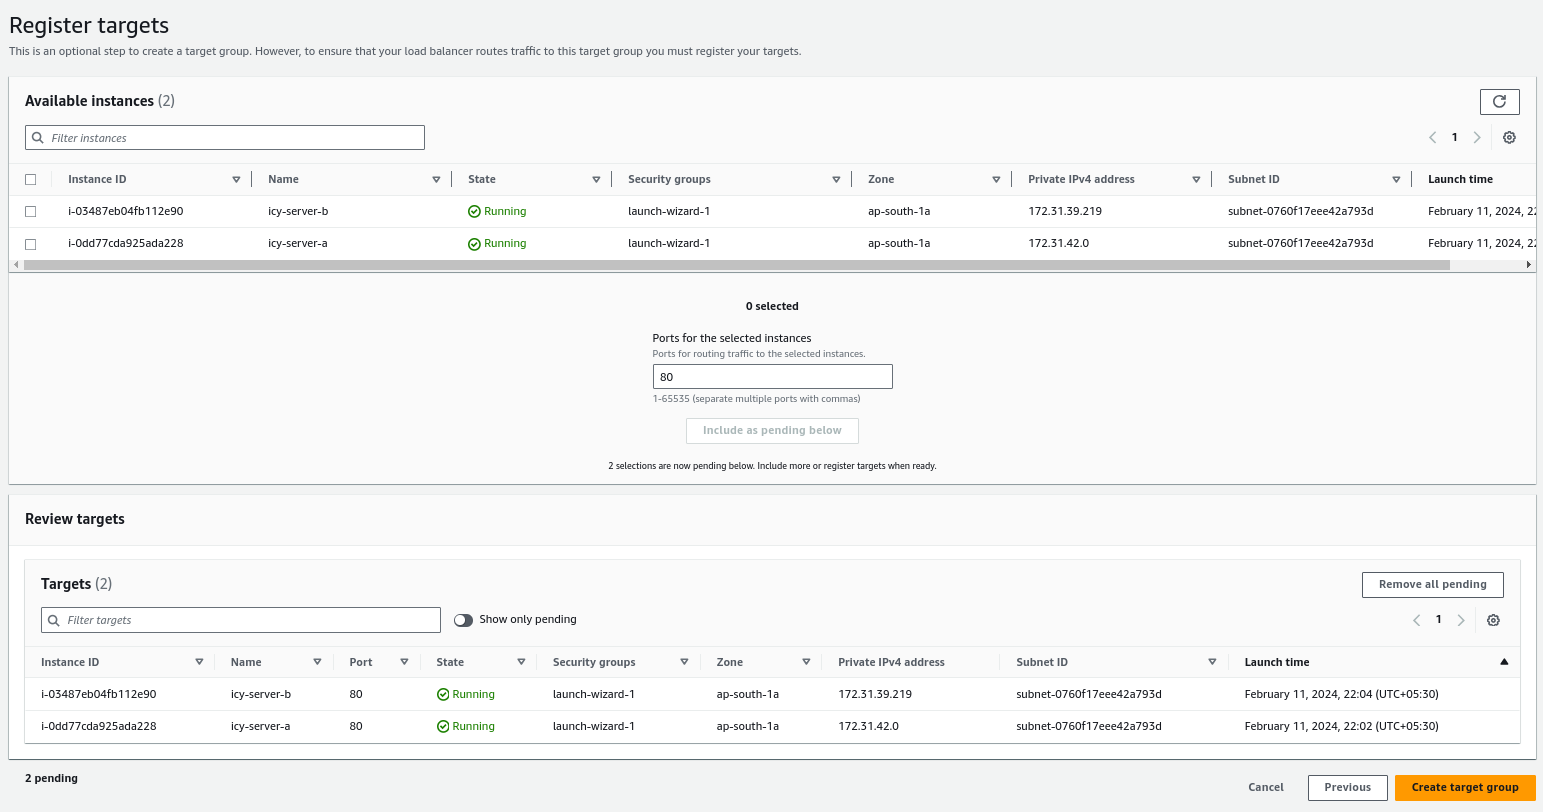 Register targets
This is an optional step to create a target group. However, to ensure that your load balancer routes traffic to this target group you must register your targets.
Available instances (2)
Filter instances
1
Instance ID Name State Security groups Zone Private IPv4 address Subnet ID Launch time
i-03487eb04fb112e90 icy-server-b Running launch-wizard-1 ap-south-1a 172.31.39.219 subnet-0760f17eee42a793d February 11, 2024, 22
i-0dd77cda925ada228 icy-server-a Running launch-wizard-1 ap-south-1a 172.31.42.0 subnet-0760f17eee42a793d February 11, 2024, 22
0 selected
Ports for the selected instances
Ports for routing traffic to the selected instances.
80
1-65535 (separate multiple ports with commas)
Include as pending below
2 selections are now pending below. Include more or register targets when ready.
Review targets
Targets (2)
Remove all pending
Filter targets
Show only pending
1
Instance ID Name Port State Security groups Zone Private IPv4 address Subnet ID Launch time
i-03487eb04fb112e90 icy-server-b 80 Running launch-wizard-1 ap-south-1a 172.31.39.219 subnet-0760f17eee42a793d February 11, 2024, 22:04 (UTC+05:30)
i-0dd77cda925ada228 icy-server-a 80 Running launch-wizard-1 ap-south-1a 172.31.42.0 subnet-0760f17eee42a793d February 11, 2024, 22:02 (UTC+05:30)
2 pending
Cancel Previous Create target group